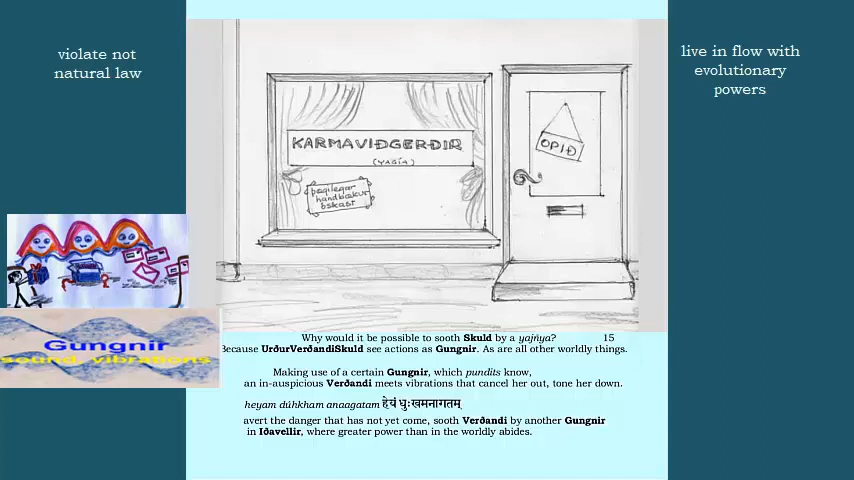 violate not
natural law
live in flow with
evolutionary
powers
KARMAVIÐGERÐIR
(YAGÍA)
OPIÐ
þægilegar
handbækur
óskast
Gungnir
sound, vibrations
Why would it be possible to sooth Skuld by a yajñya? 15
Because UrðurVerðandiSkuld see actions as Gungnir. As are all other worldly things.
Making use of a certain Gungnir, which pundits know,
an in-auspicious Verðandi meets vibrations that cancel her out, tone her down.
heyam dúhkham anaagatam हेयं धुःखमनागतम्
avert the danger that has not yet come, sooth Verðandi by another Gungnir
in Iðavellir, where greater power than in the worldly abides.